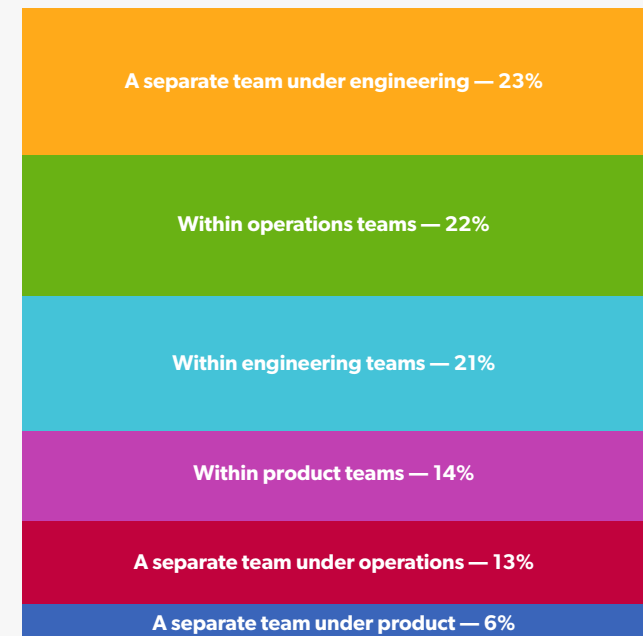 A separate team under engineering — 23%
Within operations teams — 22%
Within engineering teams — 21%
Within product teams — 14%
A separate team under operations — 13%
A separate team under product — 6%